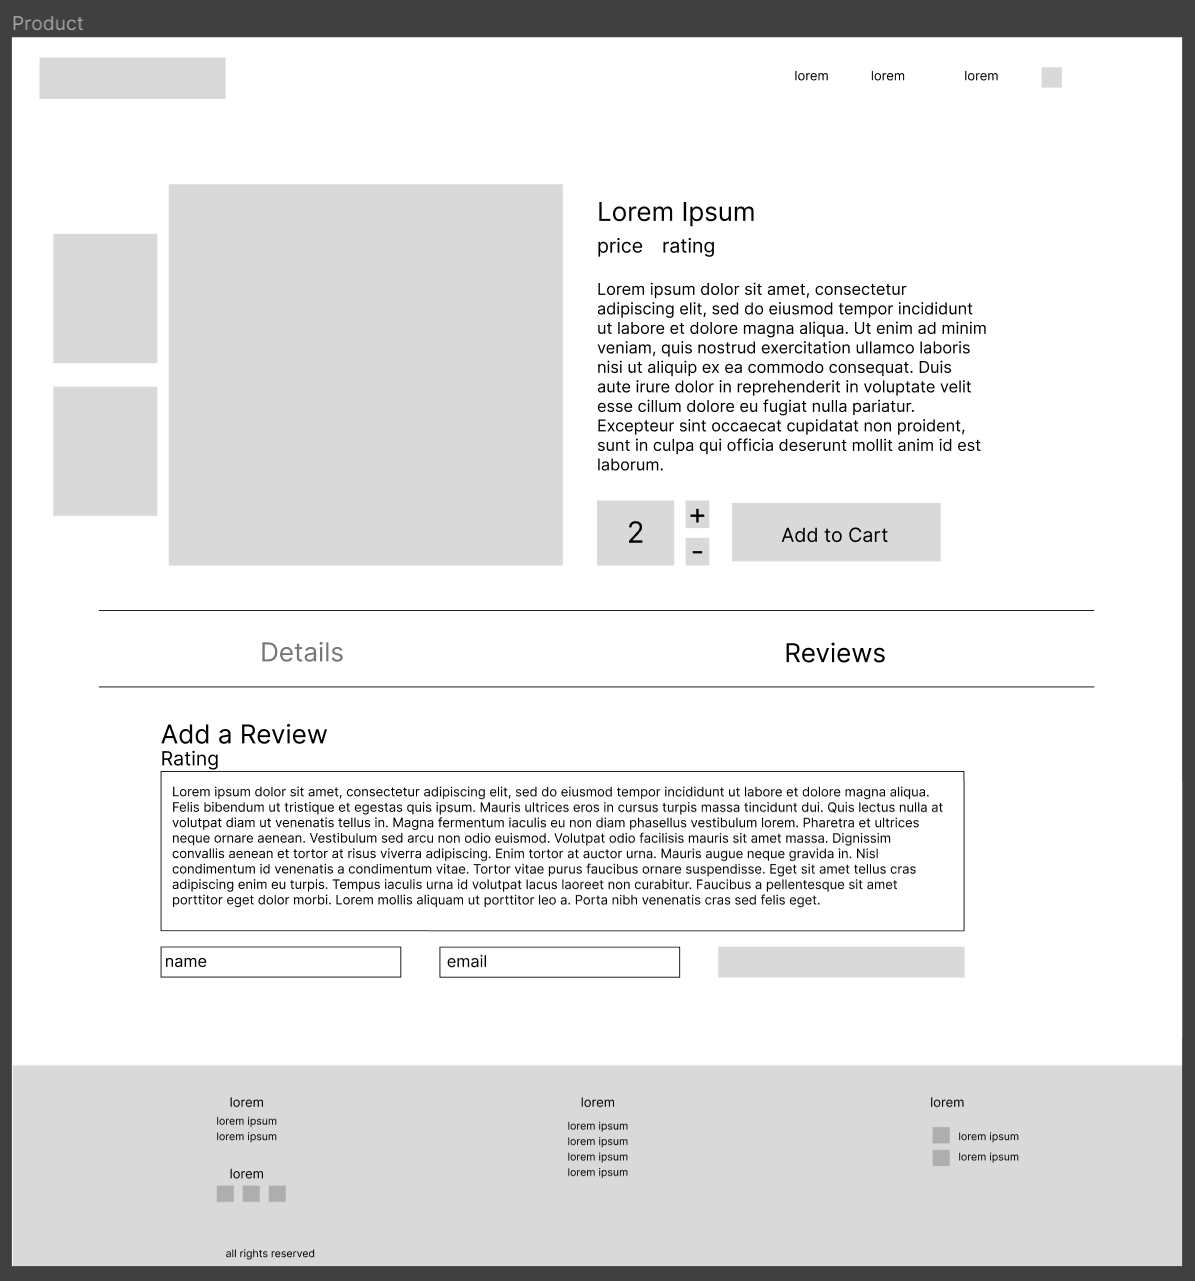 Product
lorem
lorem
lorem
Lorem Ipsum
price rating
Lorem ipsum dolor sit amet, consectetur
adipiscing elit, sed do eiusmod tempor incididunt
ut labore et dolore magna aliqua. Ut enim ad minim
veniam, quis nostrud exercitation ullamco laboris
nisi ut aliquip ex ea commodo consequat. Duis
aute irure dolor in reprehenderit in voluptate velit
esse cillum dolore eu fugiat nulla pariatur.
Excepteur sint occaecat cupidatat non proident,
sunt in culpa qui officia deserunt mollit anim id est
laborum.
2
+
-
Add to Cart
Details
Reviews
Add a Review
Rating
Lorem ipsum dolor sit amet, consectetur adipiscing elit, sed do eiusmod tempor incididunt ut labore et dolore magna aliqua.
Felis bibendum ut tristique et egestas quis ipsum. Mauris ultrices eros in cursus turpis massa tincidunt dui. Quis lectus nulla at
volutpat diam ut venenatis tellus in. Magna fermentum iaculis eu non diam phasellus vestibulum lorem. Pharetra et ultrices
neque ornare aenean. Vestibulum sed arcu non odio euismod. Volutpat odio facilisis mauris sit amet massa. Dignissim
convallis aenean et tortor at risus viverra adipiscing. Enim tortor at auctor urna. Mauris augue neque gravida in. Nisl
condimentum id venenatis a condimentum vitae. Tortor vitae purus faucibus ornare suspendisse. Eget sit amet tellus cras
adipiscing enim eu turpis. Tempus iaculis urna id volutpat lacus laoreet non curabitur. Faucibus a pellentesque sit amet
porttitor eget dolor morbi. Lorem mollis aliquam ut porttitor leo a. Porta nibh venenatis cras sed felis eget.
name
email
lorem
lorem ipsum
lorem ipsum
lorem
all rights reserved
lorem
lorem ipsum
lorem ipsum
lorem ipsum
lorem ipsum
lorem
lorem ipsum
lorem ipsum